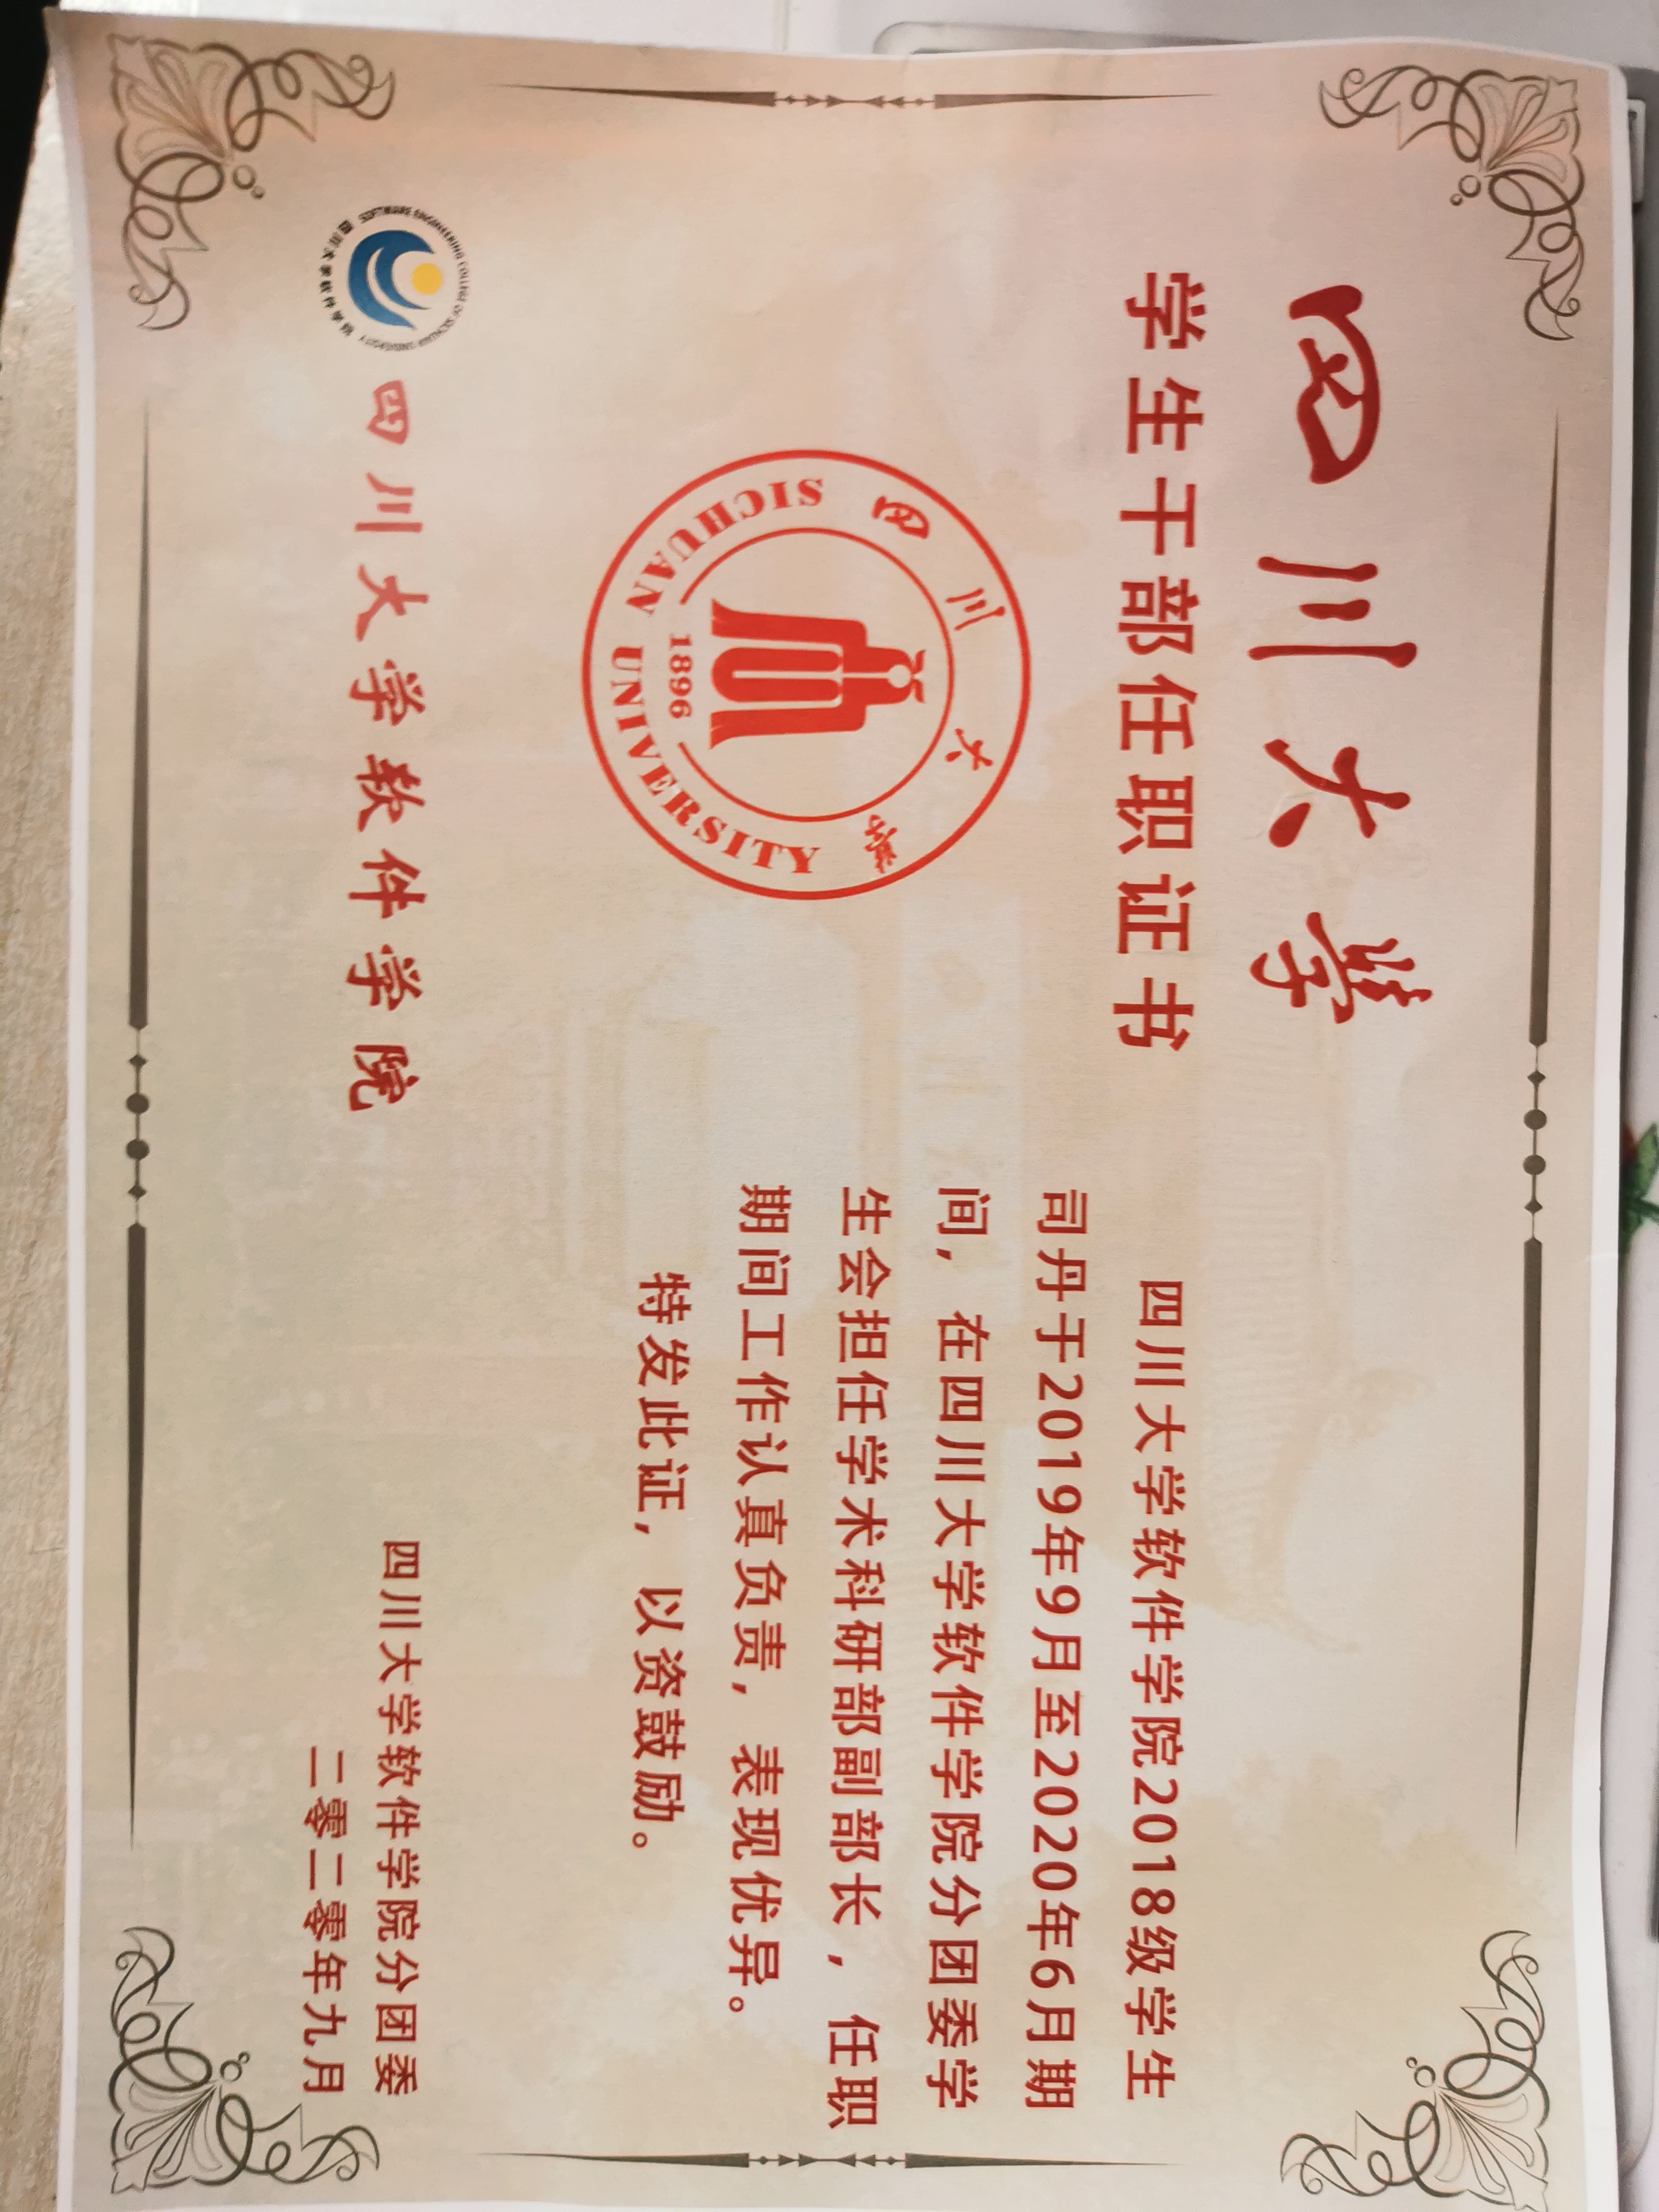 四川大學
学生干部任职证书
四川大學
SICHUAN UNIVERSITY
1896
四川大学软件学院2018级学生
司丹于2019年9月至2020年6月期
间，在四川大学软件学院分团委学
生会担任学术科研部副部长，任职
期间工作认真负责，表现优异。
特发此证，以资鼓励。
SOFTWARE ENGINEERING COLLEGE OF SICHUAN UNIVERSITY
四川大学软件学院
四川大学软件学院
四川大学软件学院分团委
二零二零年九月